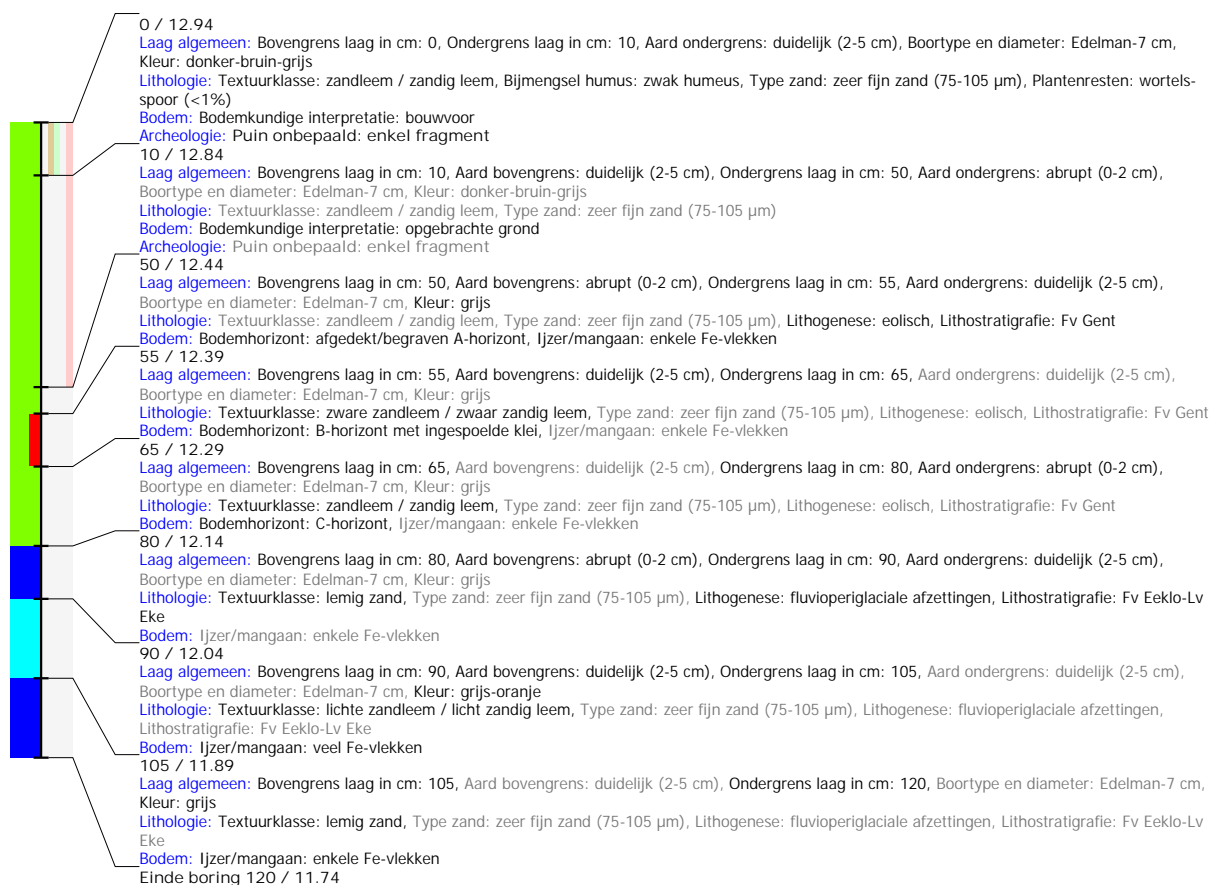 0 / 12.94
Laag algemeen: Bovengrens laag in cm: 0, Ondergrens laag in cm: 10, Aard ondergrens: duidelijk (2-5 cm), Boortype en diameter: Edelman-7 cm,
Kleur: donker-bruin-grijs
Lithologie: Textuurklasse: zandleem / zandig leem, Bijmengsel humus: zwak humeus, Type zand: zeer fijn zand (75-105 µm), Plantenresten: wortels-
spoor (<1%)
Bodem: Bodemkundige interpretatie: bouwvoor
Archeologie: Puin onbepaald: enkel fragment
10 / 12.84
Laag algemeen: Bovengrens laag in cm: 10, Aard bovengrens: duidelijk (2-5 cm), Ondergrens laag in cm: 50, Aard ondergrens: abrupt (0-2 cm),
Boortype en diameter: Edelman-7 cm, Kleur: donker-bruin-grijs
Lithologie: Textuurklasse: zandleem / zandig leem, Type zand: zeer fijn zand (75-105 µm)
Bodem: Bodemkundige interpretatie: opgebrachte grond
Archeologie: Puin onbepaald: enkel fragment
50 / 12.44
Laag algemeen: Bovengrens laag in cm: 50, Aard bovengrens: abrupt (0-2 cm), Ondergrens laag in cm: 55, Aard ondergrens: duidelijk (2-5 cm),
Boortype en diameter: Edelman-7 cm, Kleur: grijs
Lithologie: Textuurklasse: zandleem / zandig leem, Type zand: zeer fijn zand (75-105 µm), Lithogenese: eolisch, Lithostratigrafie: Fv Gent
Bodem: Bodemhorizont: afgedekt/begraven A-horizont, Ijzer/mangaan: enkele Fe-vlekken
55 / 12.39
Laag algemeen: Bovengrens laag in cm: 55, Aard bovengrens: duidelijk (2-5 cm), Ondergrens laag in cm: 65, Aard ondergrens: duidelijk (2-5 cm),
Boortype en diameter: Edelman-7 cm, Kleur: grijs
Lithologie: Textuurklasse: zware zandleem / zwaar zandig leem, Type zand: zeer fijn zand (75-105 µm), Lithogenese: eolisch, Lithostratigrafie: Fv Gent
Bodem: Bodemhorizont: B-horizont met ingespoelde klei, Ijzer/mangaan: enkele Fe-vlekken
65 / 12.29
Laag algemeen: Bovengrens laag in cm: 65, Aard bovengrens: duidelijk (2-5 cm), Ondergrens laag in cm: 80, Aard ondergrens: abrupt (0-2 cm),
Boortype en diameter: Edelman-7 cm, Kleur: grijs
Lithologie: Textuurklasse: zandleem / zandig leem, Type zand: zeer fijn zand (75-105 µm), Lithogenese: eolisch, Lithostratigrafie: Fv Gent
Bodem: Bodemhorizont: C-horizont, Ijzer/mangaan: enkele Fe-vlekken
80 / 12.14
Laag algemeen: Bovengrens laag in cm: 80, Aard bovengrens: abrupt (0-2 cm), Ondergrens laag in cm: 90, Aard ondergrens: duidelijk (2-5 cm),
Boortype en diameter: Edelman-7 cm, Kleur: grijs
Lithologie: Textuurklasse: lemig zand, Type zand: zeer fijn zand (75-105 µm), Lithogenese: fluvioperiglaciale afzettingen, Lithostratigrafie: Fv Eeklo-Lv
Eke
Bodem: Ijzer/mangaan: enkele Fe-vlekken
90 / 12.04
Laag algemeen: Bovengrens laag in cm: 90, Aard bovengrens: duidelijk (2-5 cm), Ondergrens laag in cm: 105, Aard ondergrens: duidelijk (2-5 cm),
Boortype en diameter: Edelman-7 cm, Kleur: grijs-oranje
Lithologie: Textuurklasse: lichte zandleem / licht zandig leem, Type zand: zeer fijn zand (75-105 µm), Lithogenese: fluvioperiglaciale afzettingen,
Lithostratigrafie: Fv Eeklo-Lv Eke
Bodem: Ijzer/mangaan: veel Fe-vlekken
105 / 11.89
Laag algemeen: Bovengrens laag in cm: 105, Aard bovengrens: duidelijk (2-5 cm), Ondergrens laag in cm: 120, Boortype en diameter: Edelman-7 cm,
Kleur: grijs
Lithologie: Textuurklasse: lemig zand, Type zand: zeer fijn zand (75-105 µm), Lithogenese: fluvioperiglaciale afzettingen, Lithostratigrafie: Fv Eeklo-Lv
Eke
Bodem: Ijzer/mangaan: enkele Fe-vlekken
Einde boring 120 / 11.74